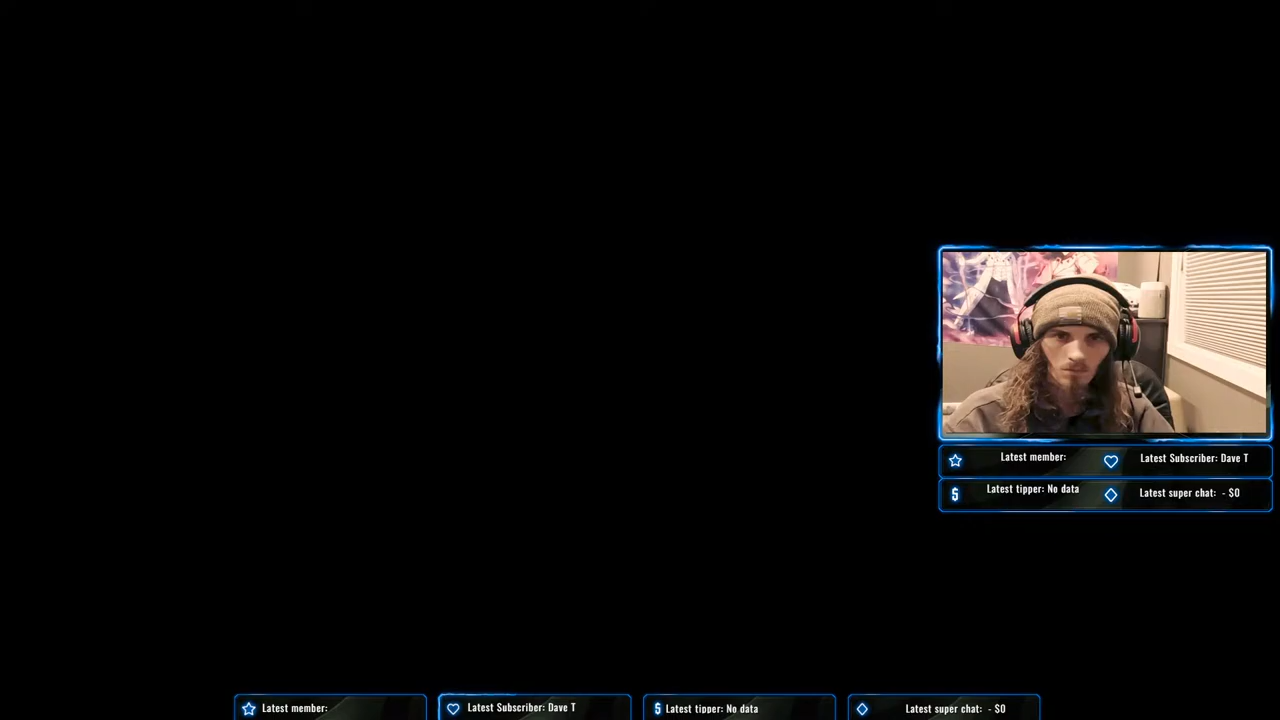 Latest member:
Latest Subscriber: Dave T
Latest tipper: No data
Latest super chat: - $0
Latest member:
Latest Subscriber: Dave T
Latest tipper: No data
Latest super chat: - $0